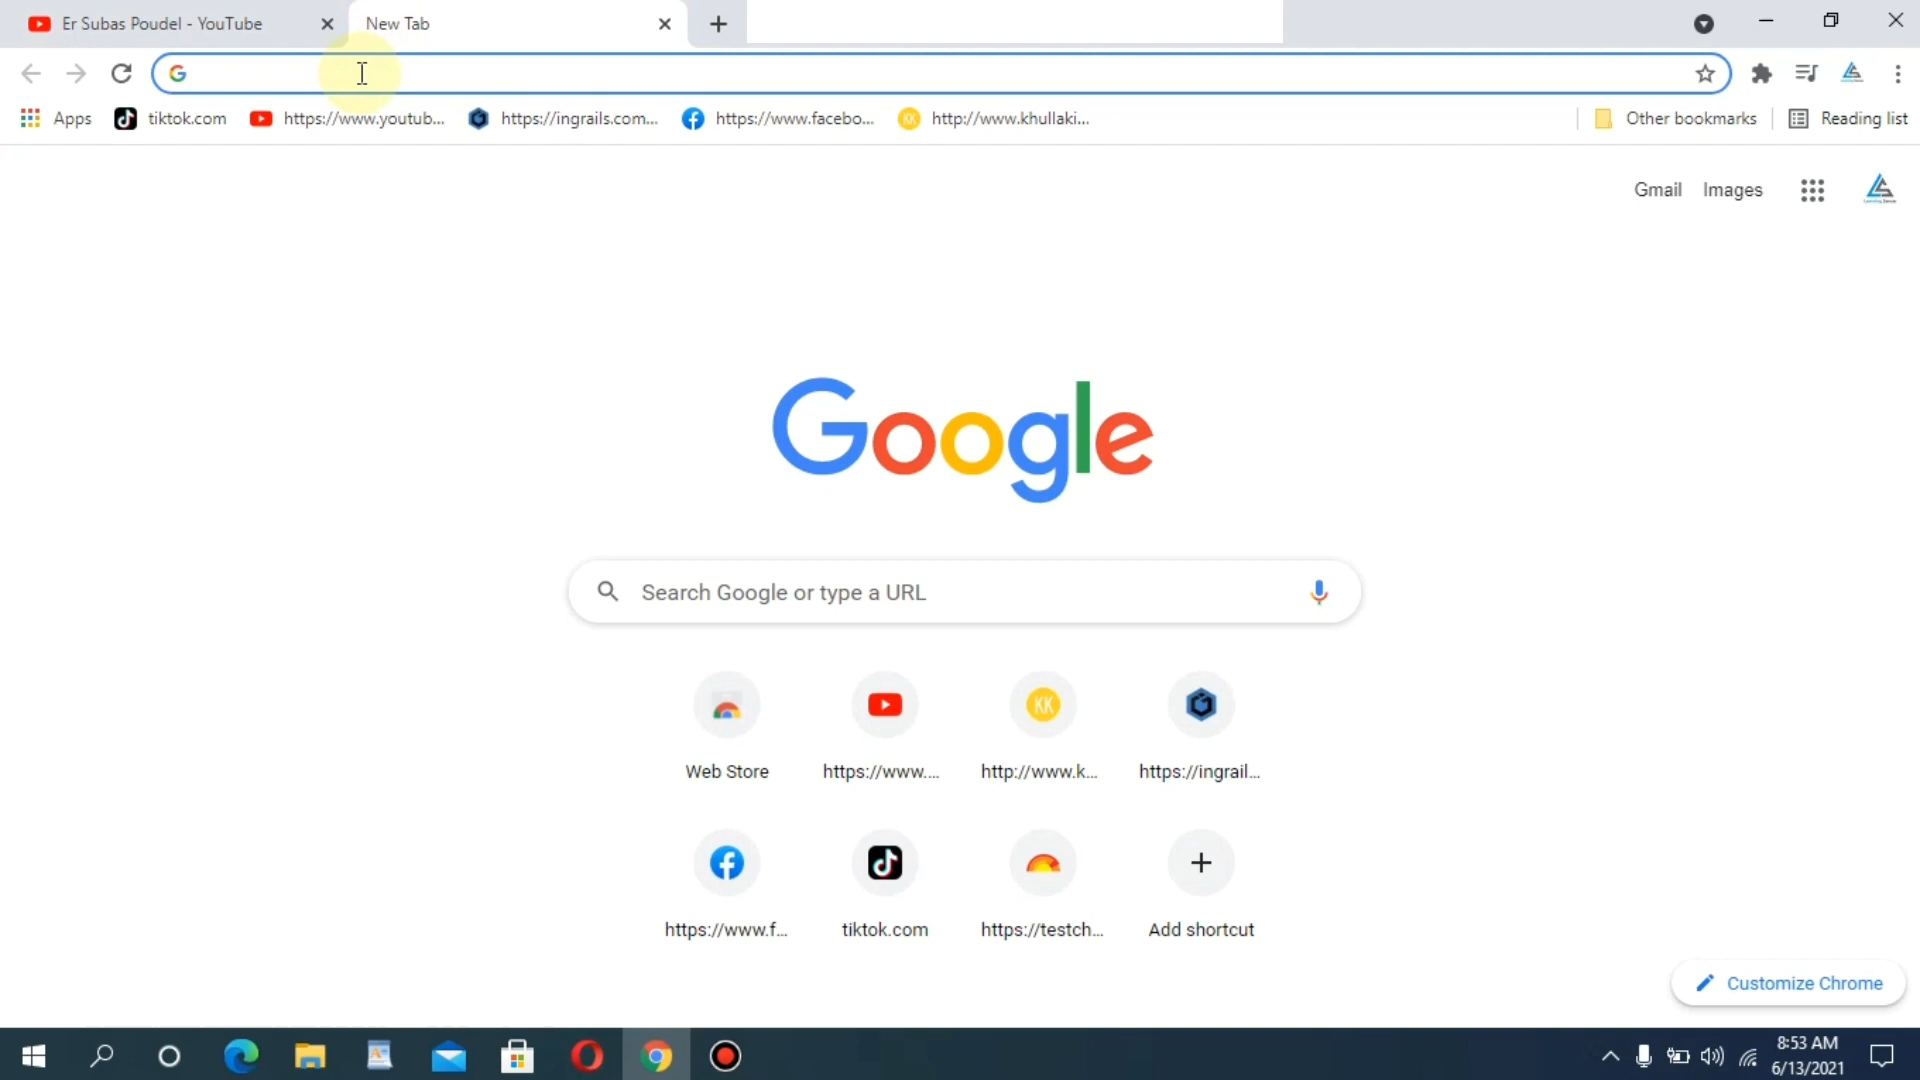 Er Subas Poudel - YouTube
New Tab
Apps
tiktok.com
https://www.youtub...
https://ingrails.com...
https://www.facebo...
KK
http://www.khullaki...
Other bookmarks
Reading list
Gmail
Images
Google
Search Google or type a URL
KK
Web Store
https://www....
http://www.k...
https://ingrail...
https://www.f...
tiktok.com
https://testch...
Add shortcut
Customize Chrome
8:53 AM
6/13/2021